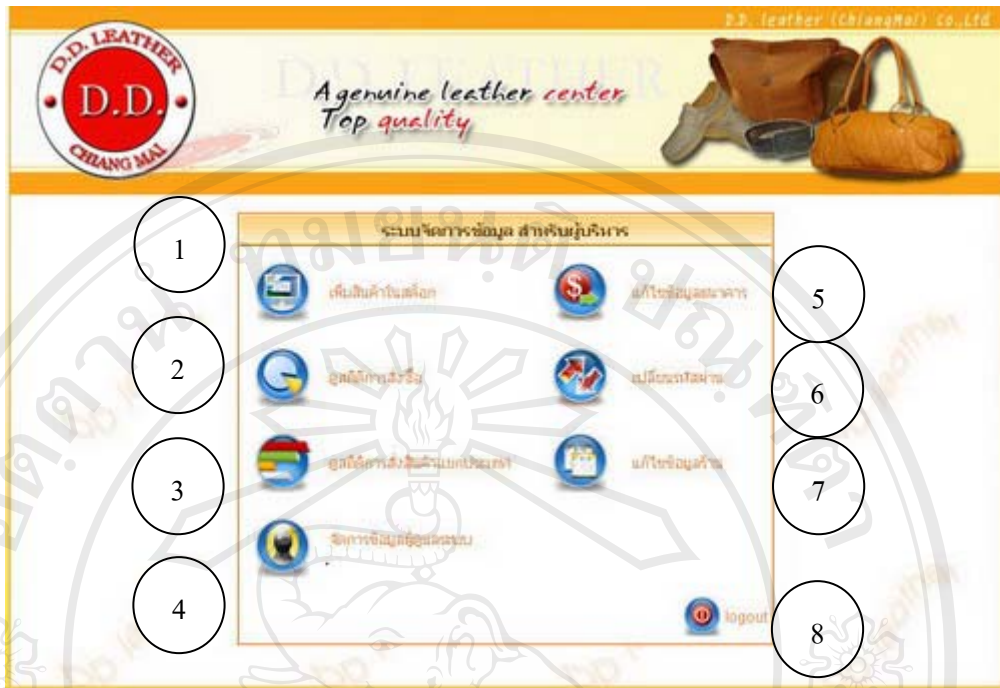 D.D. leather (ChiangMai) Co.,Ltd
D.D. LEATHER
D.D.
CHIANG MAI
A genuine leather center
Top quality
ระบบจัดการข้อมูล สำหรับผู้บริหาร
1
เพิ่มสินค้าในสต็อก
แก้ไขข้อมูลธนาคาร
5
2
ดูสถิติการสั่งซื้อ
เปลี่ยนรหัสผ่าน
6
3
ดูสถิติการสั่งสินค้าแยกประเทศ
แก้ไขข้อมูลร้าน
7
จัดการข้อมูลผู้ดูแลระบบ
4
logout
8